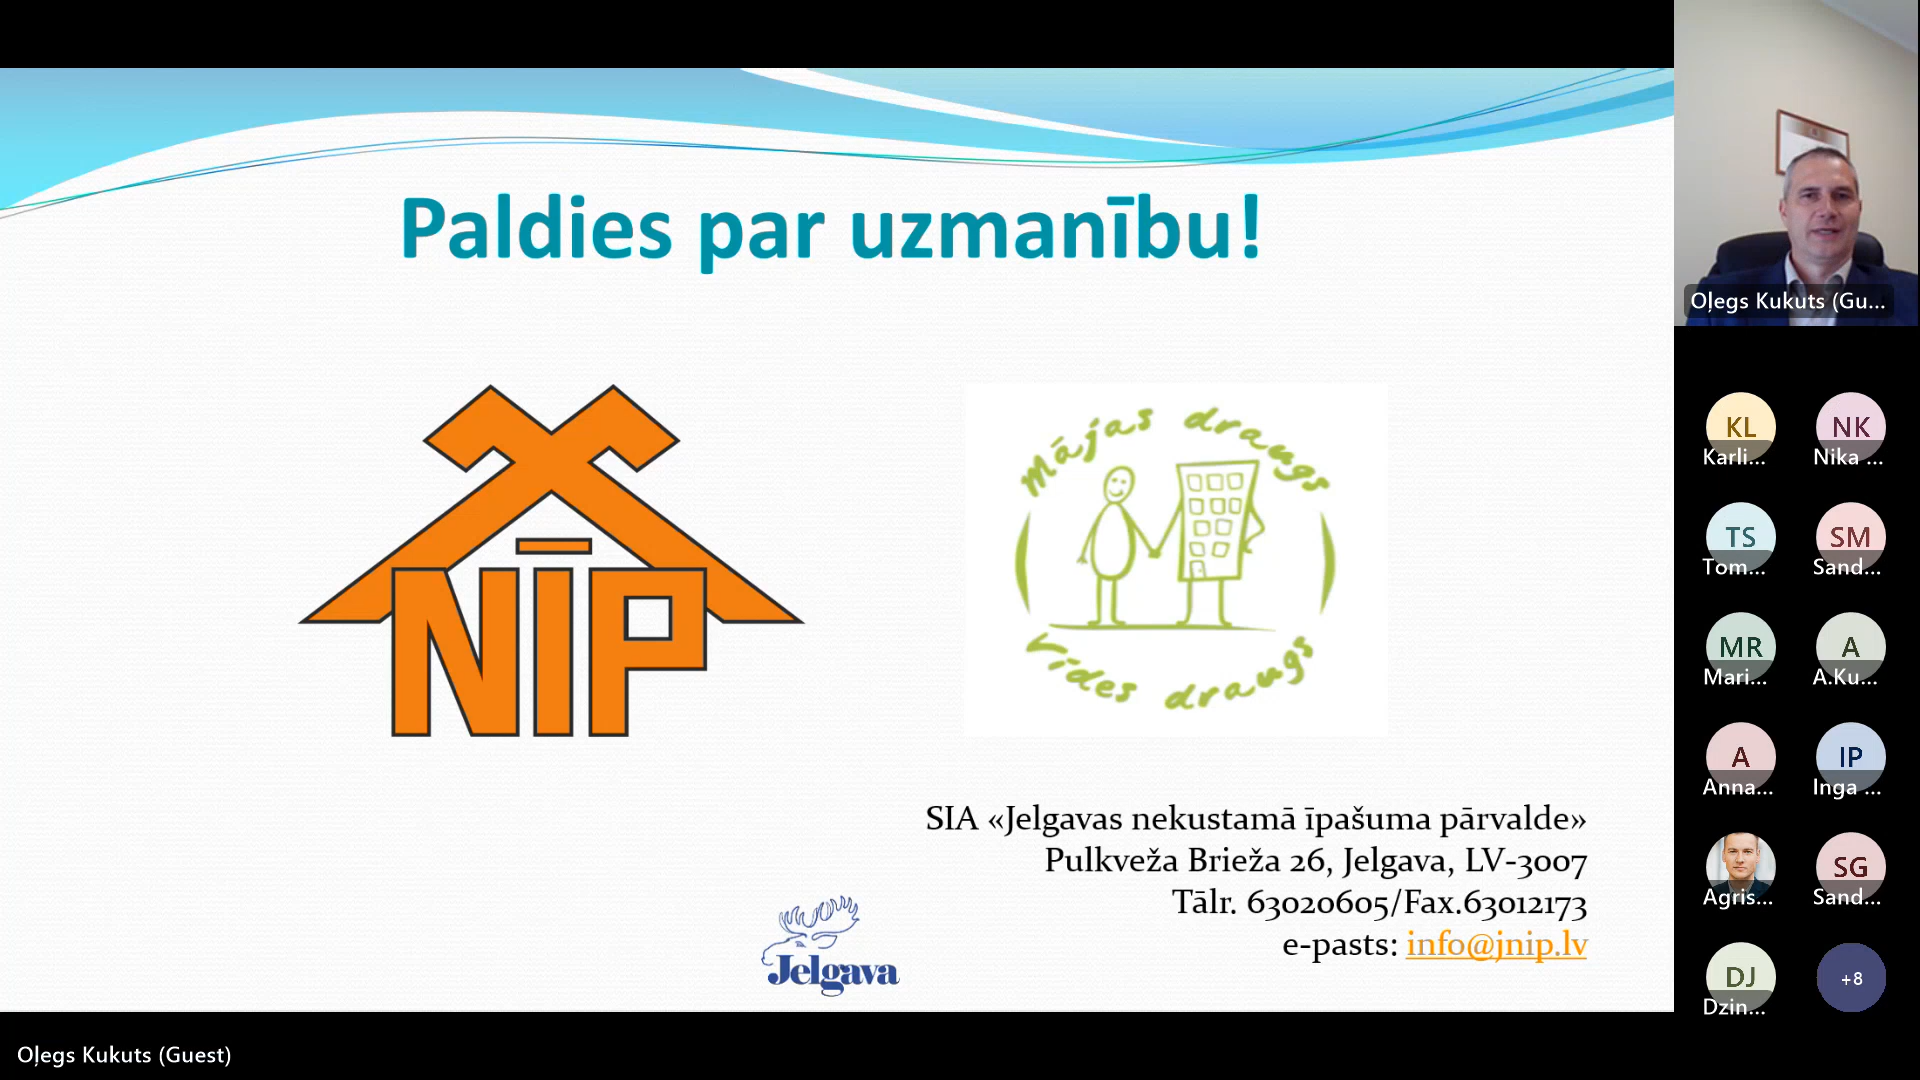 Paldies par uzmanību!
NĪP
mājas draugs
vides draugs
SIA «Jelgavas nekustamā īpašuma pārvalde»
Pulkveža Brieža 26, Jelgava, LV-3007
Tālr. 63020605/Fax.63012173
e-pasts: info@jnip.lv
Jelgava
Oļegs Kukuts (Guest)
Oļegs Kukuts (Gu...
KL
Karli...
NK
Nika ...
TS
Tom...
SM
Sand...
MR
Mari...
A
A.Ku...
A
Anna...
IP
Inga ...
Agris...
SG
Sand...
DJ
Dzin...
+8